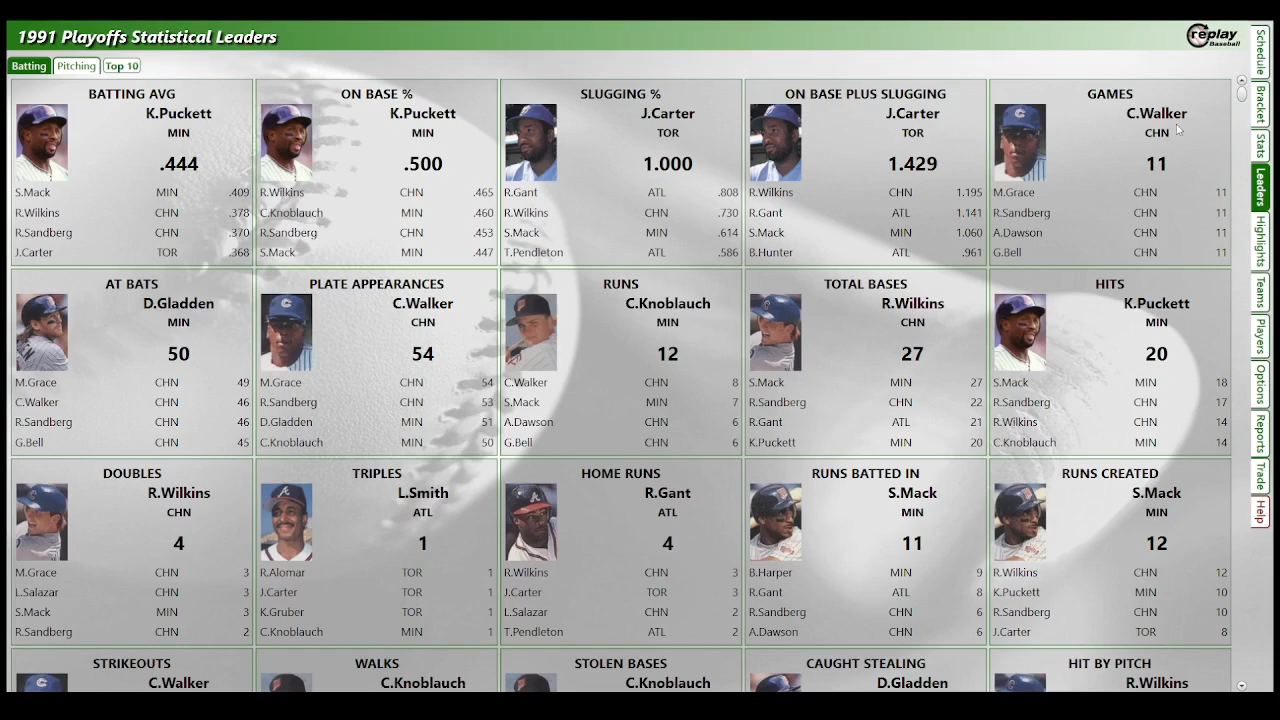 1991 Playoffs Statistical Leaders
replay
Baseball
Batting Pitching Top 10
BATTING AVG
K.Puckett
MIN
.444
S.Mack MIN .409
R.Wilkins CHN .378
R.Sandberg CHN .370
J.Carter TOR .368
ON BASE %
K.Puckett
MIN
.500
R.Wilkins CHN .465
C.Knoblauch MIN .460
R.Sandberg CHN .453
S.Mack MIN .447
SLUGGING %
J.Carter
TOR
1.000
R.Gant ATL .808
R.Wilkins CHN .730
S.Mack MIN .614
T.Pendleton ATL .586
ON BASE PLUS SLUGGING
J.Carter
TOR
1.429
R.Wilkins CHN 1.195
R.Gant ATL 1.141
S.Mack MIN 1.060
B.Hunter ATL .961
GAMES
C.Walker
CHN
11
M.Grace CHN 11
R.Sandberg CHN 11
A.Dawson CHN 11
G.Bell CHN 11
AT BATS
D.Gladden
MIN
50
M.Grace CHN 49
C.Walker CHN 46
R.Sandberg CHN 46
G.Bell CHN 45
PLATE APPEARANCES
C.Walker
CHN
54
M.Grace CHN 54
R.Sandberg CHN 53
D.Gladden MIN 51
C.Knoblauch MIN 50
RUNS
C.Knoblauch
MIN
12
C.Walker CHN 8
S.Mack MIN 7
A.Dawson CHN 6
G.Bell CHN 6
TOTAL BASES
R.Wilkins
CHN
27
S.Mack MIN 27
R.Sandberg CHN 22
R.Gant ATL 21
K.Puckett MIN 20
HITS
K.Puckett
MIN
20
S.Mack MIN 18
R.Sandberg CHN 17
R.Wilkins CHN 14
C.Knoblauch MIN 14
DOUBLES
R.Wilkins
CHN
4
M.Grace CHN 3
L.Salazar CHN 3
S.Mack MIN 3
R.Sandberg CHN 2
TRIPLES
L.Smith
ATL
1
R.Alomar TOR 1
J.Carter TOR 1
K.Gruber TOR 1
C.Knoblauch MIN 1
HOME RUNS
R.Gant
ATL
4
R.Wilkins CHN 3
J.Carter TOR 3
L.Salazar CHN 2
T.Pendleton ATL 2
RUNS BATTED IN
S.Mack
MIN
11
B.Harper MIN 9
R.Gant ATL 8
R.Sandberg CHN 6
A.Dawson CHN 6
RUNS CREATED
S.Mack
MIN
12
R.Wilkins CHN 12
K.Puckett MIN 10
R.Sandberg CHN 10
J.Carter TOR 8
STRIKEOUTS
C.Walker
WALKS
C.Knoblauch
STOLEN BASES
C.Knoblauch
CAUGHT STEALING
D.Gladden
HIT BY PITCH
R.Wilkins
Schedule
Bracket
Stats
Leaders
Highlights
Teams
Players
Options
Reports
Trade
Help